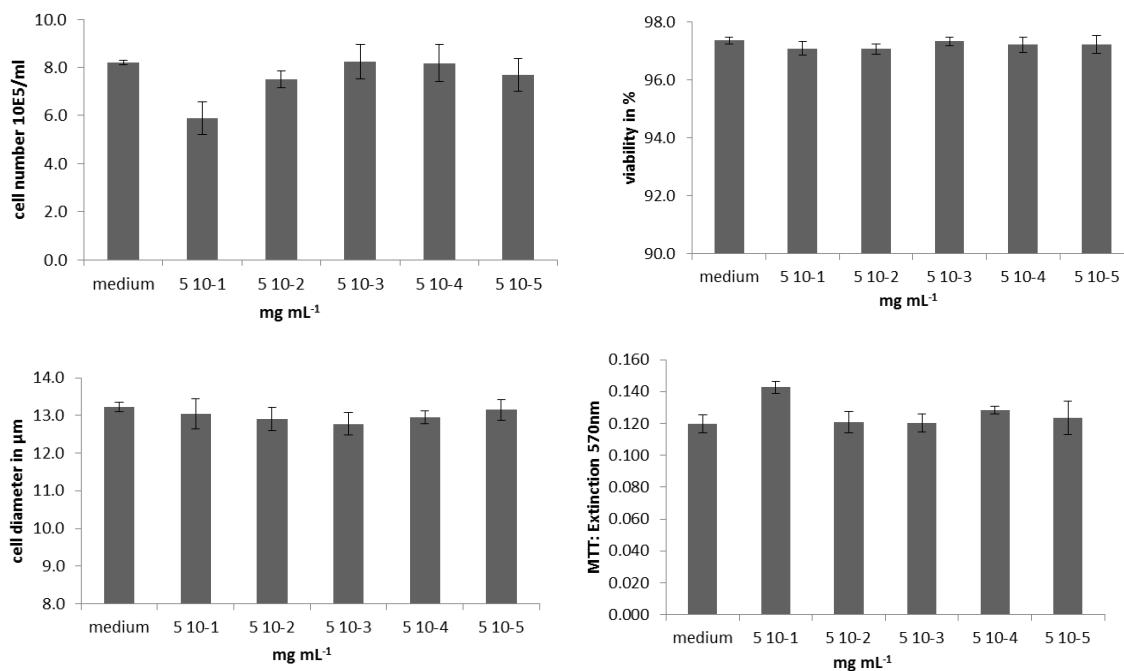 cell number 10E5/ml
10.0
8.0
6.0
4.0
2.0
0.0
medium 5 10-1 5 10-2 5 10-3 5 10-4 5 10-5
mg mL-1
viability in %
98.0
96.0
94.0
92.0
90.0
medium 5 10-1 5 10-2 5 10-3 5 10-4 5 10-5
mg mL-1
cell diameter in µm
14.0
13.0
12.0
11.0
10.0
9.0
8.0
medium 5 10-1 5 10-2 5 10-3 5 10-4 5 10-5
mg mL-1
MTT: Extinction 570nm
0.160
0.140
0.120
0.100
0.080
0.060
0.040
0.020
0.000
medium 5 10-1 5 10-2 5 10-3 5 10-4 5 10-5
mg mL-1